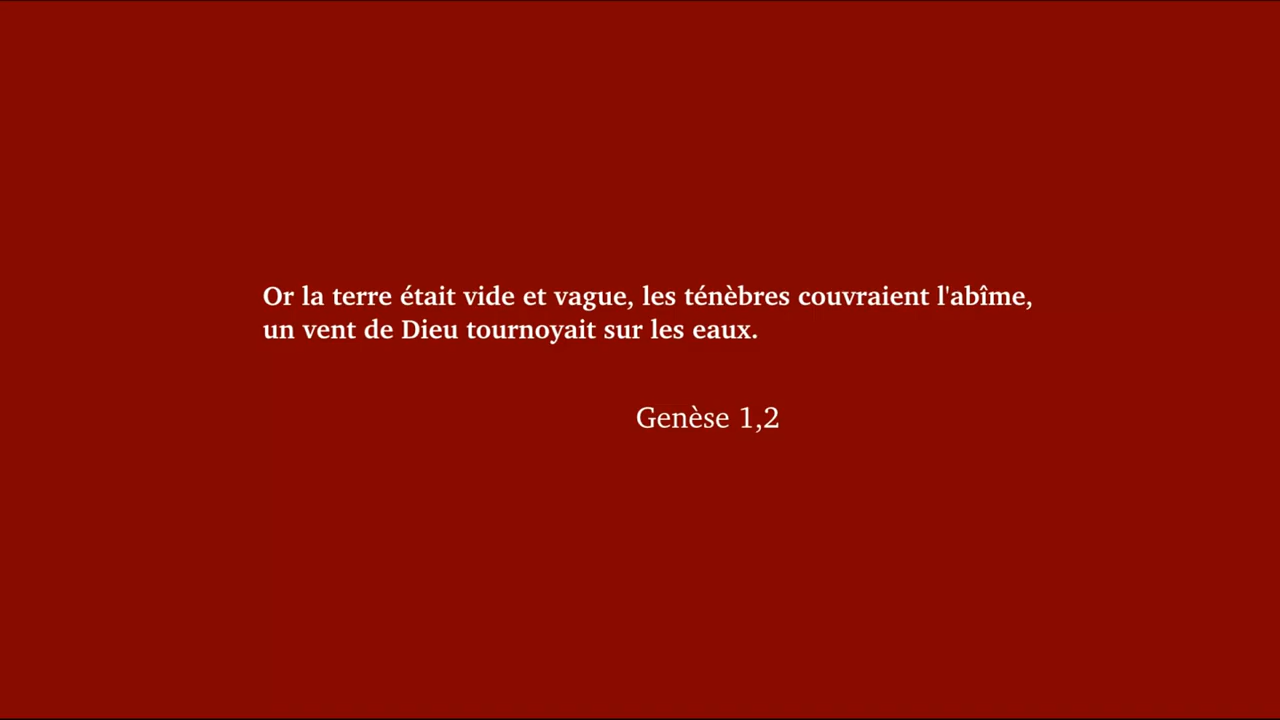 Or la terre était vide et vague, les ténèbres couvraient l'abîme,
un vent de Dieu tournoyait sur les eaux.
Genèse 1,2